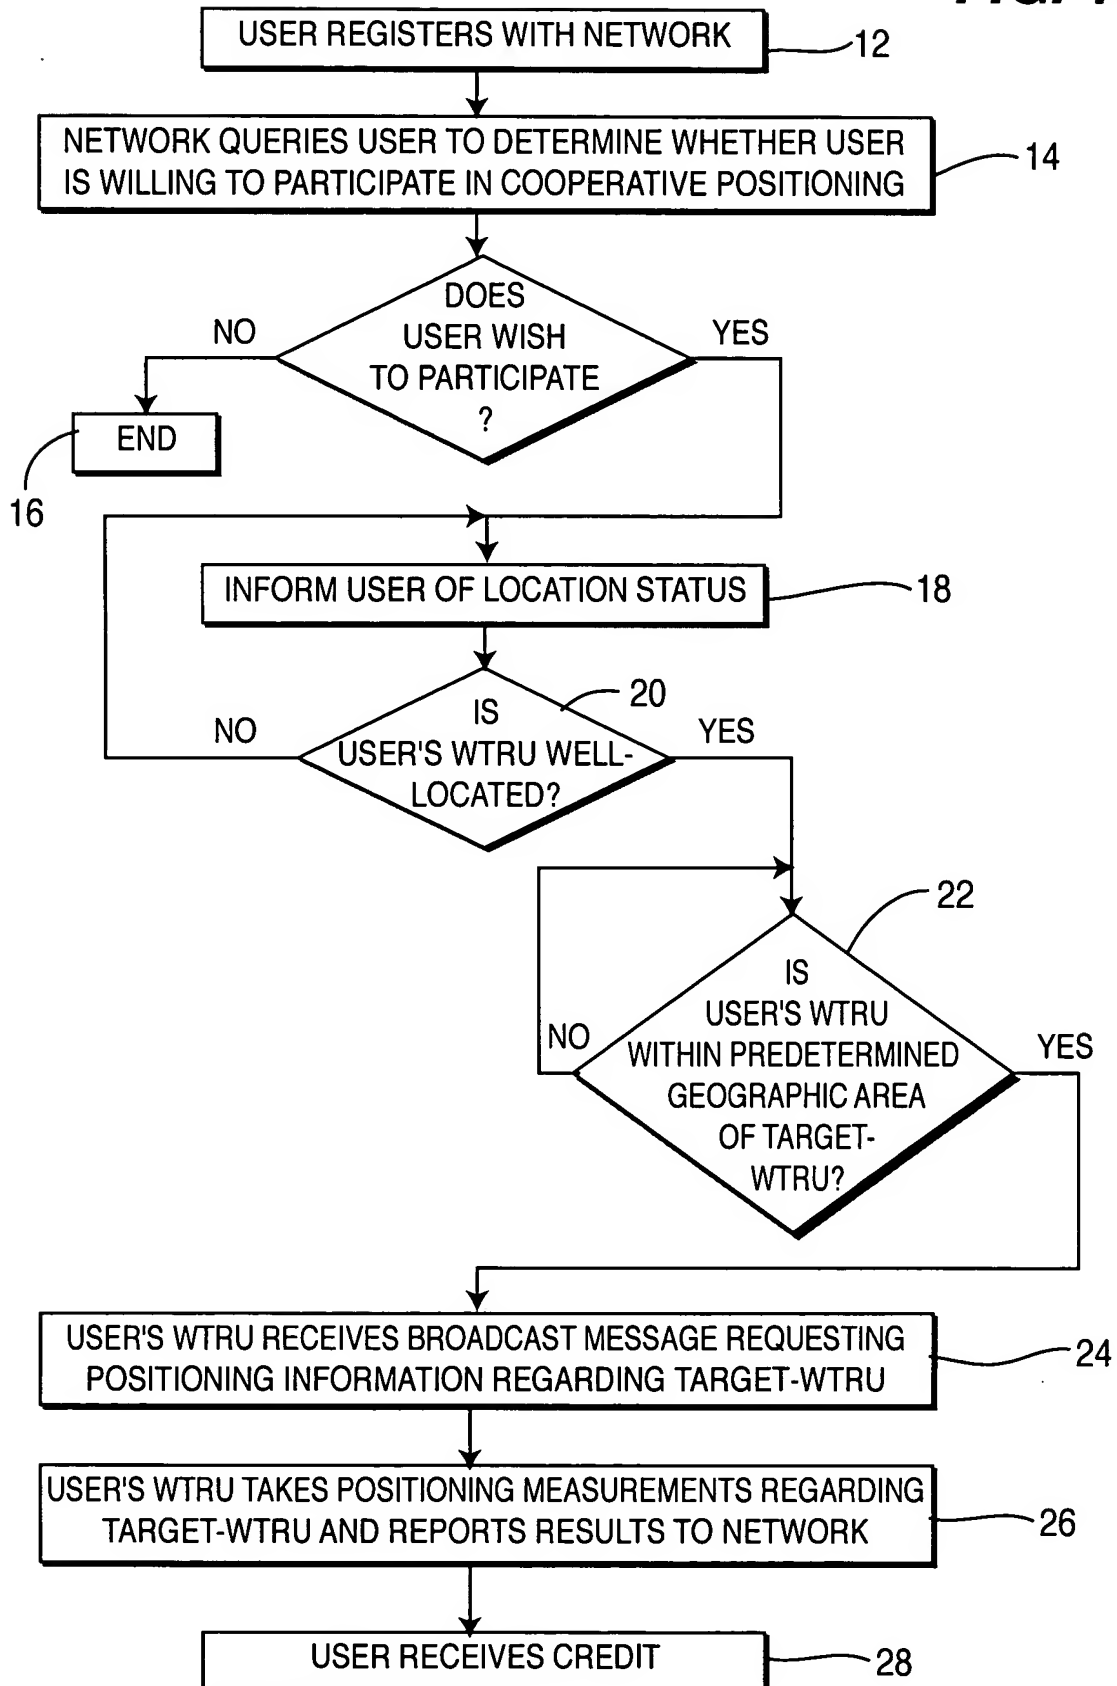 USER REGISTERS WITH NETWORK
12
NETWORK QUERIES USER TO DETERMINE WHETHER USER
IS WILLING TO PARTICIPATE IN COOPERATIVE POSITIONING
14
DOES
USER WISH
TO PARTICIPATE
?
NO
YES
END
16
INFORM USER OF LOCATION STATUS
18
IS
USER'S WTRU WELL-
LOCATED?
20
NO
YES
IS
USER'S WTRU
WITHIN PREDETERMINED
GEOGRAPHIC AREA
OF TARGET-
WTRU?
22
NO
YES
USER'S WTRU RECEIVES BROADCAST MESSAGE REQUESTING
POSITIONING INFORMATION REGARDING TARGET-WTRU
24
USER'S WTRU TAKES POSITIONING MEASUREMENTS REGARDING
TARGET-WTRU AND REPORTS RESULTS TO NETWORK
26
USER RECEIVES CREDIT
28